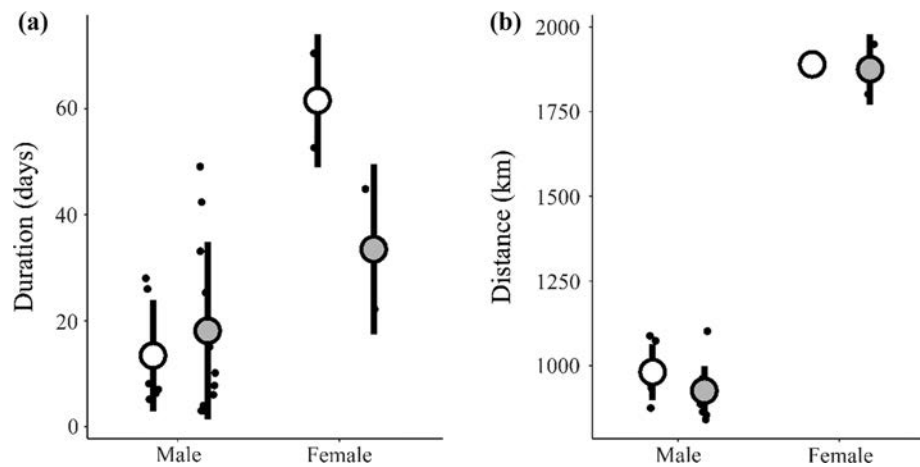 (a)
Duration (days)
60
40
20
0
Male Female
(b)
Distance (km)
2000
1750
1500
1250
1000
Male Female